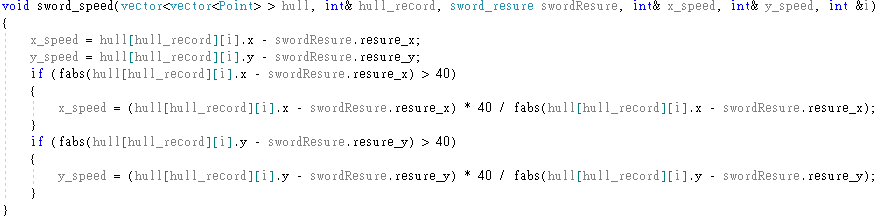 void sword_speed(vector<vector<Point> > hull, int& hull_record, sword_resure swordResure, int& x_speed, int& y_speed, int &i)
{
    x_speed = hull[hull_record][i].x - swordResure.resure_x;
    y_speed = hull[hull_record][i].y - swordResure.resure_y;
    if (fabs(hull[hull_record][i].x - swordResure.resure_x) > 40)
    {
        x_speed = (hull[hull_record][i].x - swordResure.resure_x) * 40 / fabs(hull[hull_record][i].x - swordResure.resure_x);
    }
    if (fabs(hull[hull_record][i].y - swordResure.resure_y) > 40)
    {
        y_speed = (hull[hull_record][i].y - swordResure.resure_y) * 40 / fabs(hull[hull_record][i].y - swordResure.resure_y);
    }
}